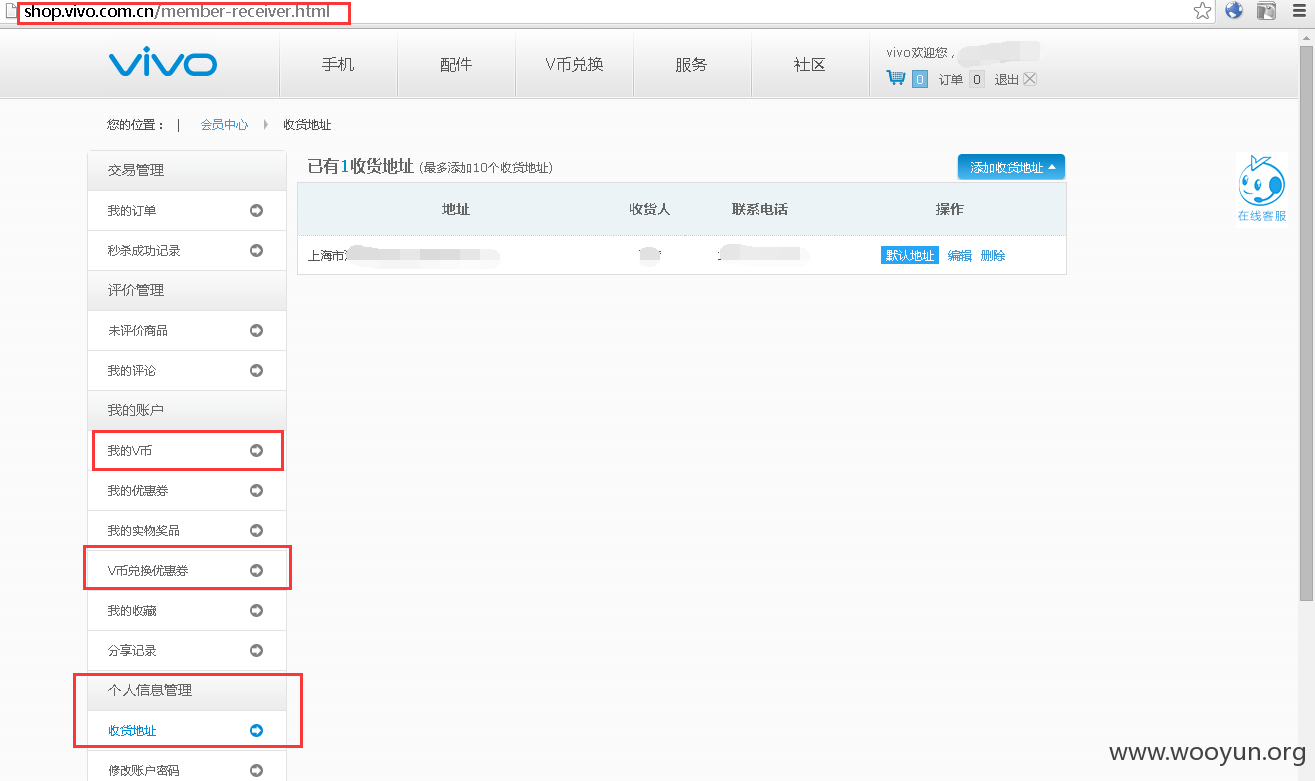 shop.vivo.com.cn/member-receiver.html
vivo
手机
配件
V币兑换
服务
社区
vivo欢迎您，
0 订单 0 退出
您的位置： | 会员中心 收货地址
交易管理
我的订单
秒杀成功记录
评价管理
未评价商品
我的评论
我的账户
我的V币
我的优惠券
我的实物奖品
V币兑换优惠券
我的收藏
分享记录
个人信息管理
收货地址
修改账户密码
已有1收货地址 (最多添加10个收货地址)
添加收货地址
地址 收货人 联系电话 操作
上海市 默认地址 编辑 删除
在线客服
www.wooyun.org